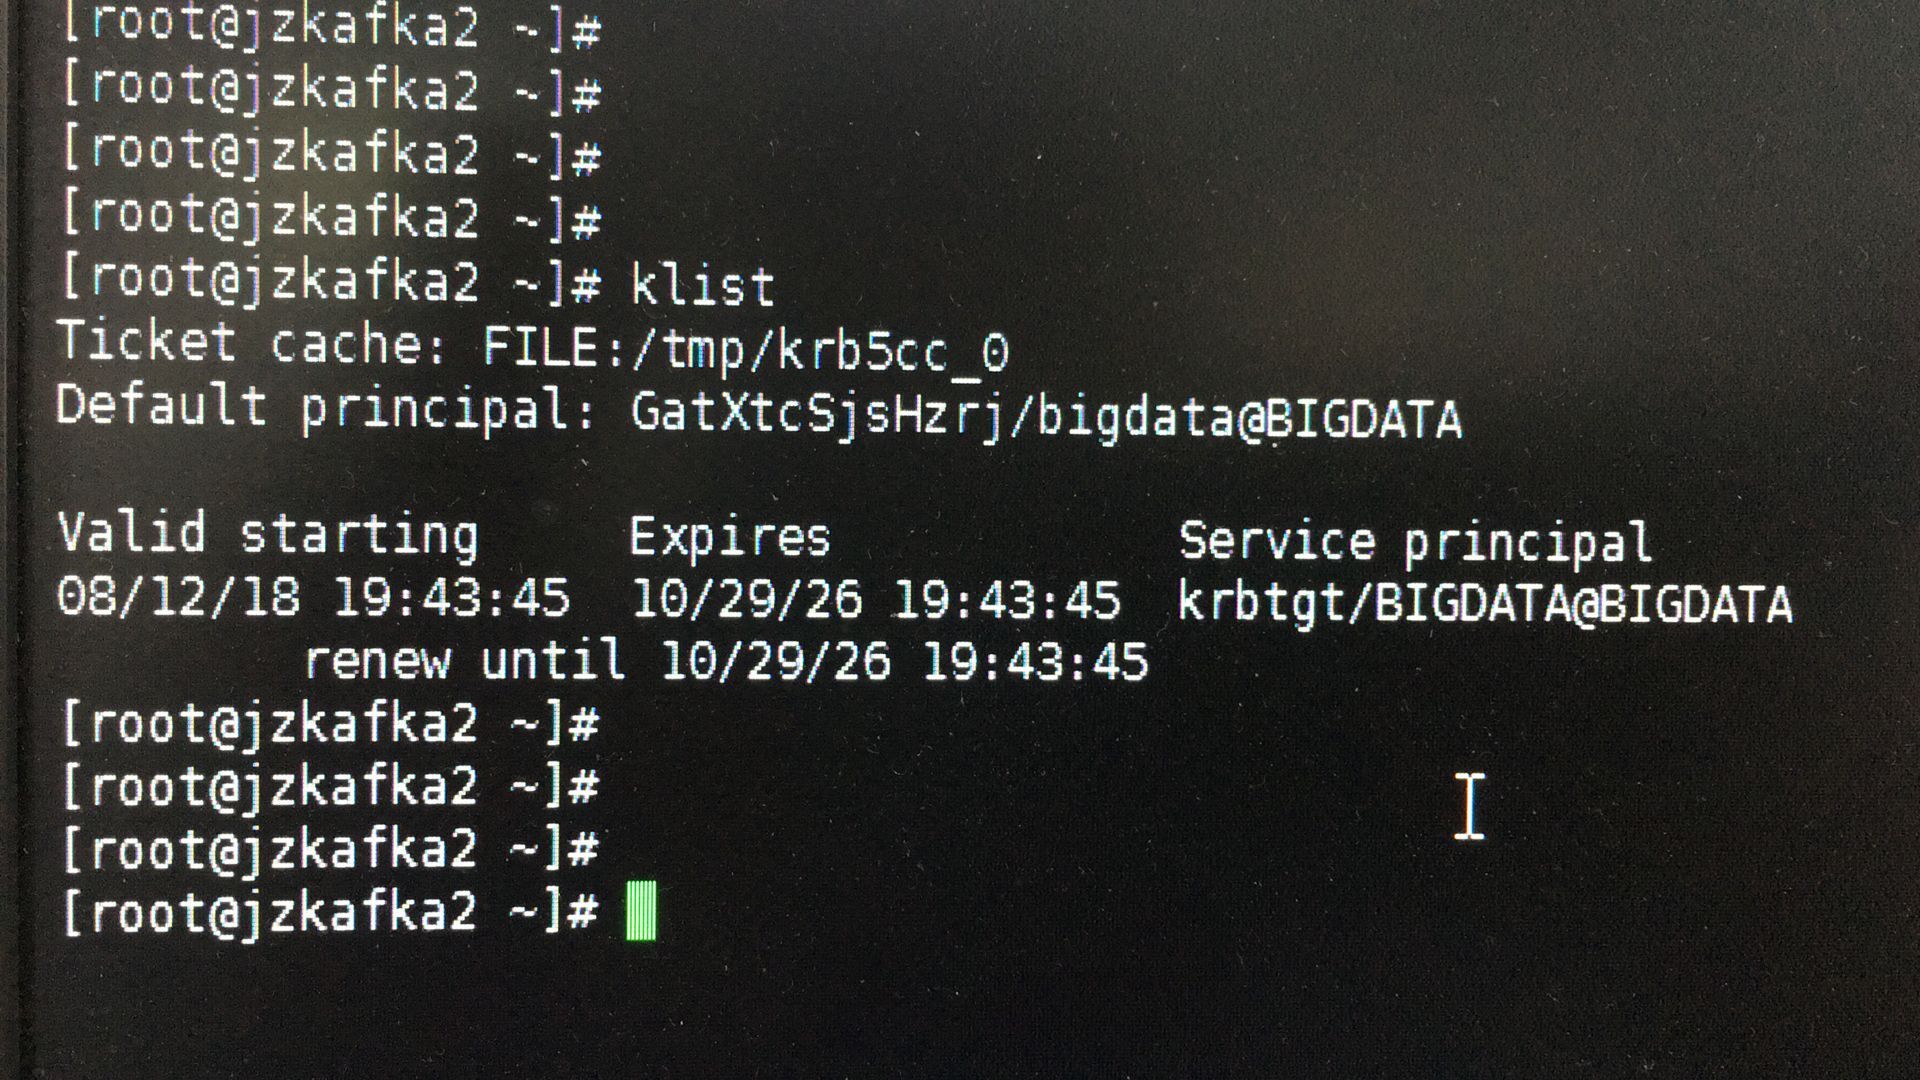 [root@jzkafka2 ~]#
[root@jzkafka2 ~]#
[root@jzkafka2 ~]#
[root@jzkafka2 ~]#
[root@jzkafka2 ~]# klist
Ticket cache: FILE:/tmp/krb5cc_0
Default principal: GatXtcSjsHzrj/bigdata@BIGDATA

Valid starting     Expires            Service principal
08/12/18 19:43:45  10/29/26 19:43:45  krbtgt/BIGDATA@BIGDATA
        renew until 10/29/26 19:43:45
[root@jzkafka2 ~]#
[root@jzkafka2 ~]#
[root@jzkafka2 ~]#
[root@jzkafka2 ~]#